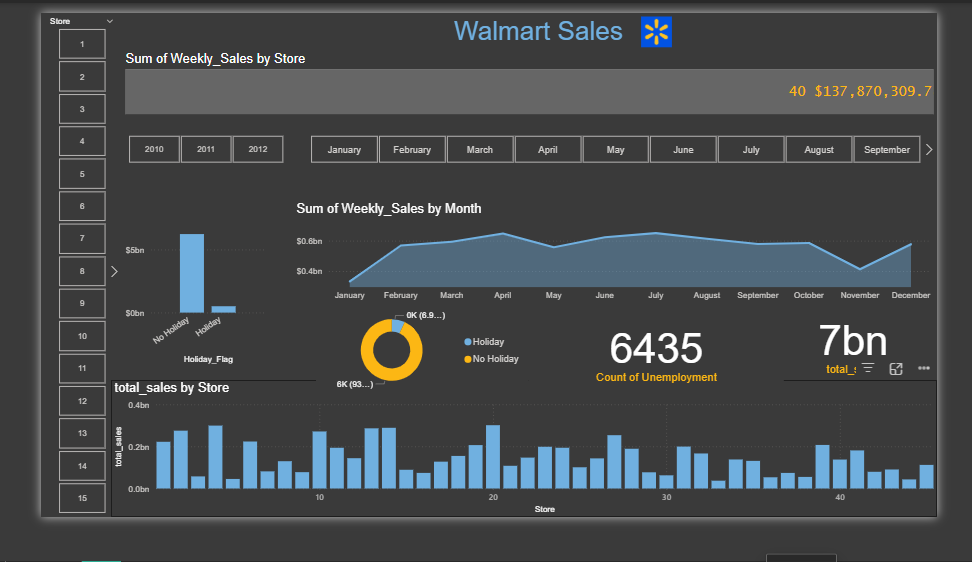 Store
Walmart Sales
1
2
3
4
5
6
7
8
9
10
11
12
13
14
15
Sum of Weekly_Sales by Store
40 $137,870,309.7
2010 2011 2012
January February March April May June July August September
Sum of Weekly_Sales by Month
$0.6bn
$0.4bn
January February March April May June July August September October November December
$5bn
$0bn
No Holiday Holiday
Holiday_Flag
0K (6.9...)
6K (93...)
Holiday
No Holiday
6435
Count of Unemployment
7bn
total_s
total_sales by Store
total_sales
0.4bn
0.2bn
0.0bn
10 20 30 40
Store